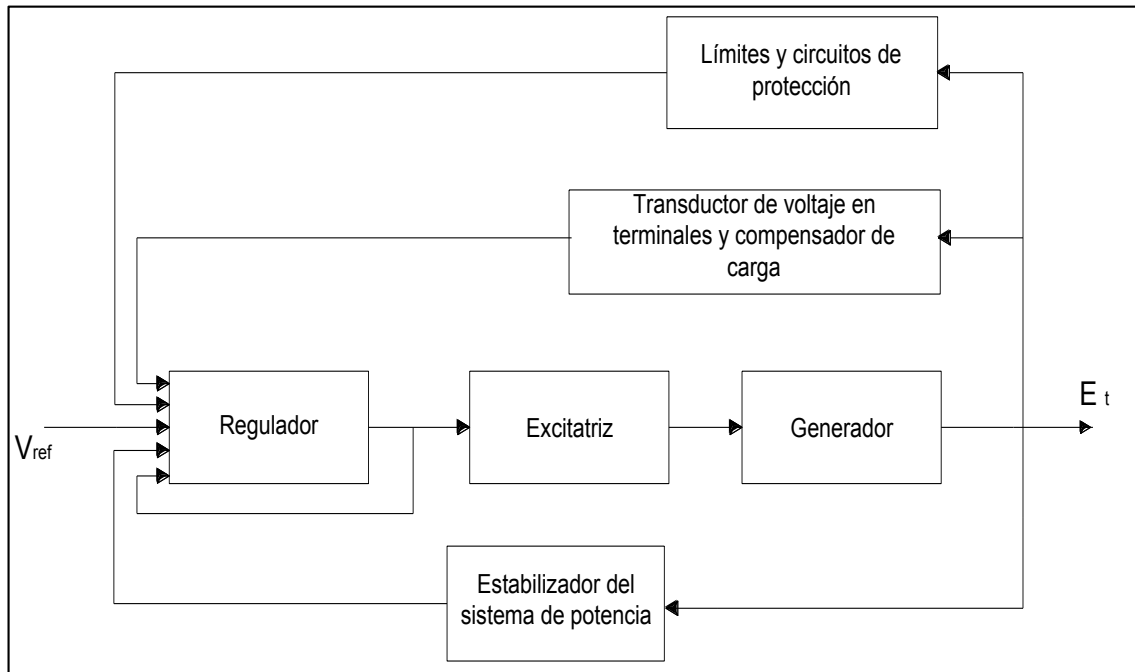 Límites y circuitos de
protección
Transductor de voltaje en
terminales y compensador de
carga
Regulador
Excitatriz
Generador
E t
Vref
Estabilizador del
sistema de potencia